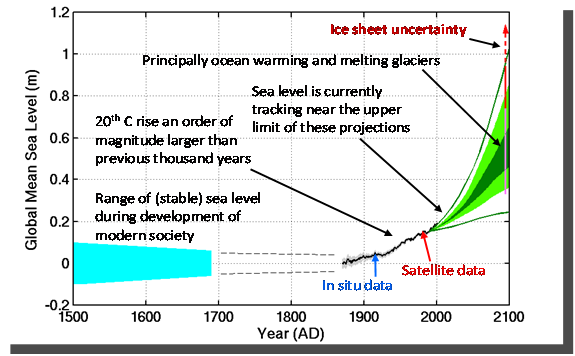 Ice sheet uncertainty
Principally ocean warming and melting glaciers
Sea level is currently
tracking near the upper
limit of these projections
20th C rise an order of
magnitude larger than
previous thousand years
Range of (stable) sea level
during development of
modern society
In situ data
Satellite data
Global Mean Sea Level (m)
1.2
1
0.8
0.6
0.4
0.2
0
-0.2
1500 1600 1700 1800 1900 2000 2100
Year (AD)